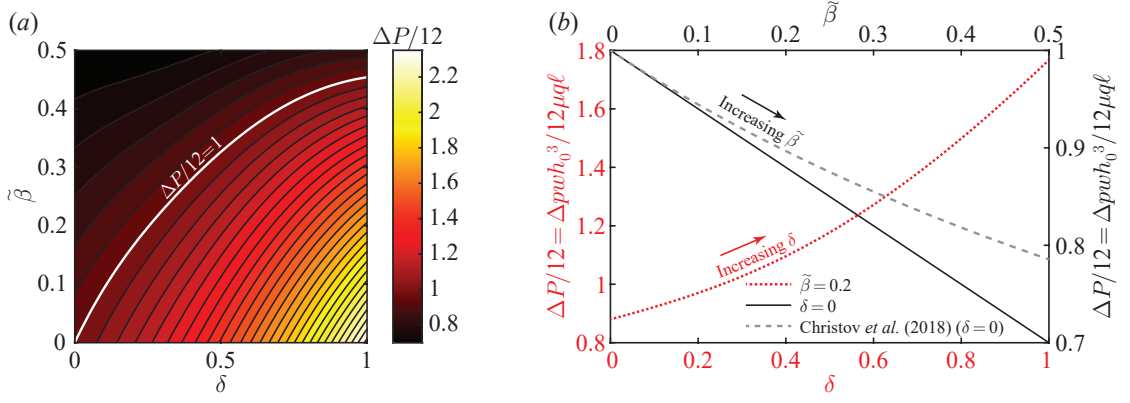 (a)
ΔP/12
0.5
0.4
0.3
0.2
0.1
0
β̃
ΔP/12=1
0
0.5
1
δ
2.2
2
1.8
1.6
1.4
1.2
1
0.8
(b)
β̃
0 0.1 0.2 0.3 0.4 0.5
1.8
1.6
1.4
1.2
1
0.8
ΔP/12 = Δpwh₀³/12μqℓ
Increasing β̃
Increasing δ
β̃ = 0.2
δ = 0
Christov et al. (2018) (δ = 0)
1
0.9
0.8
0.7
ΔP/12 = Δpwh₀³/12μqℓ
0 0.2 0.4 0.6 0.8 1
δ